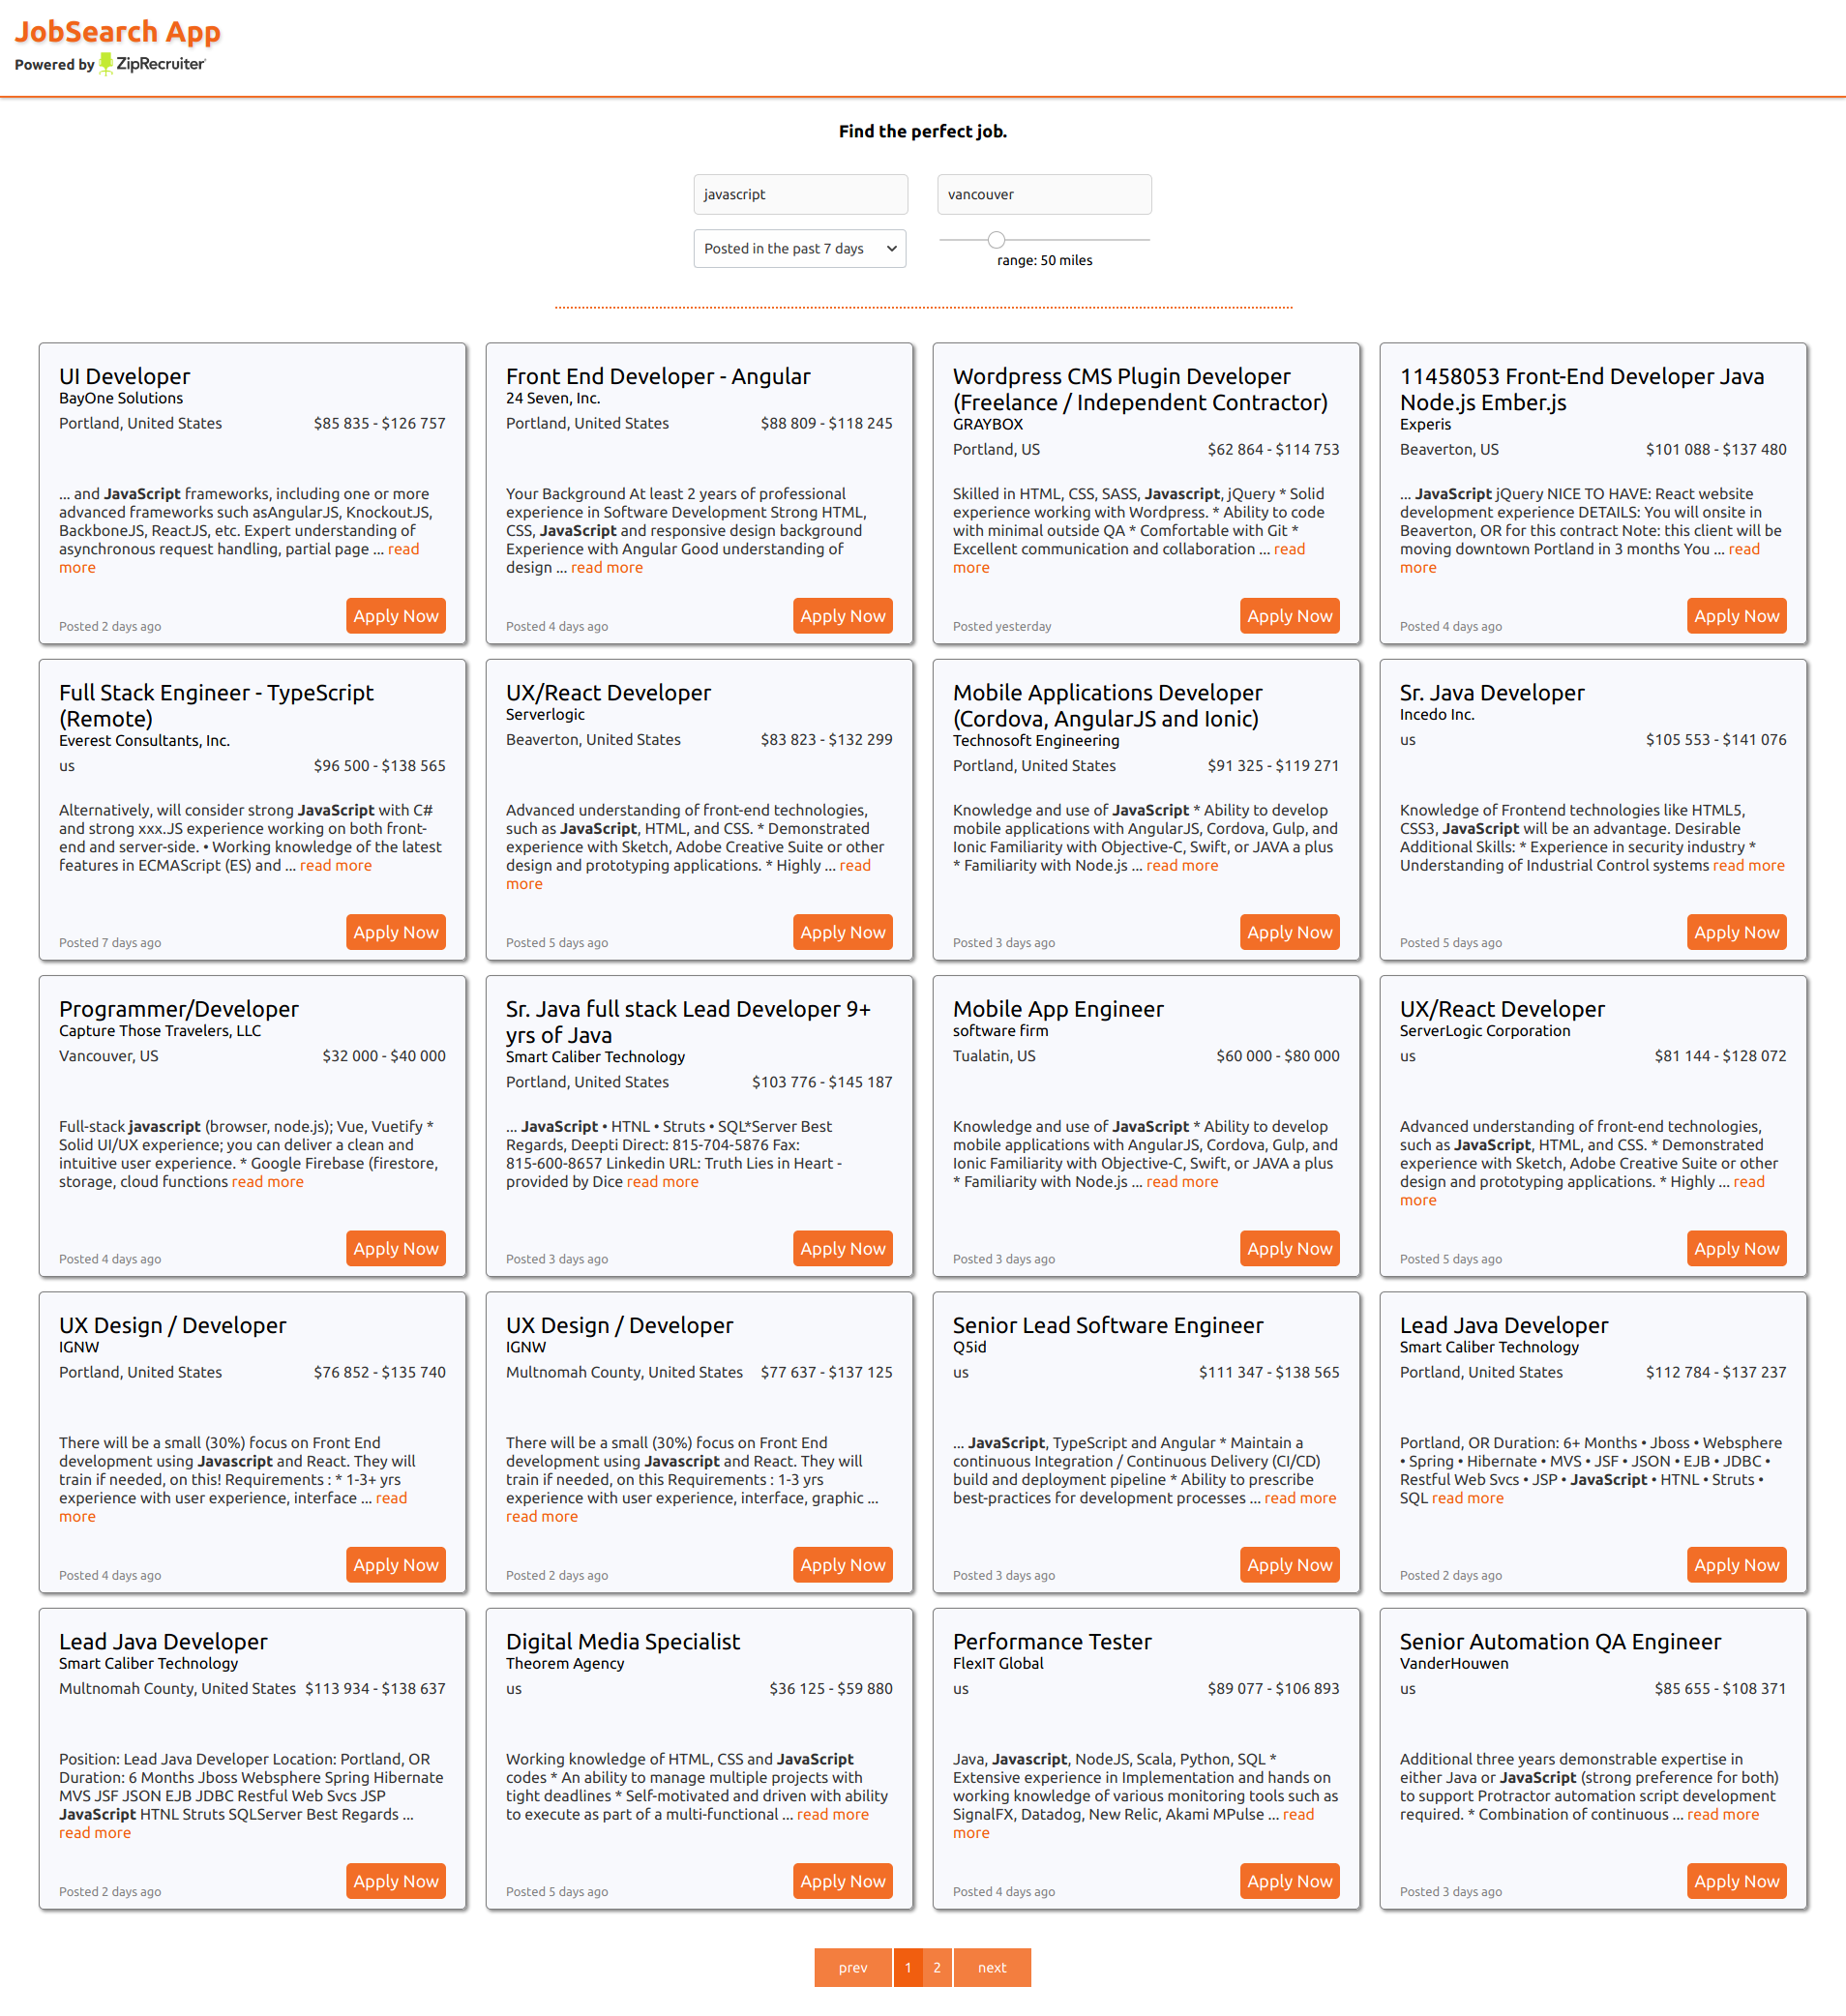 JobSearch App
Powered by ZipRecruiter
Find the perfect job.
javascript
vancouver
Posted in the past 7 days
range: 50 miles
UI Developer
BayOne Solutions
Portland, United States $85 835 - $126 757
... and JavaScript frameworks, including one or more
advanced frameworks such asAngularJS, KnockoutJS,
BackboneJS, ReactJS, etc. Expert understanding of
asynchronous request handling, partial page ... read
more
Posted 2 days ago
Apply Now
Front End Developer - Angular
24 Seven, Inc.
Portland, United States $88 809 - $118 245
Your Background At least 2 years of professional
experience in Software Development Strong HTML,
CSS, JavaScript and responsive design background
Experience with Angular Good understanding of
design ... read more
Posted 4 days ago
Apply Now
Wordpress CMS Plugin Developer
(Freelance / Independent Contractor)
GRAYBOX
Portland, US $62 864 - $114 753
Skilled in HTML, CSS, SASS, Javascript, jQuery * Solid
experience working with Wordpress. * Ability to code
with minimal outside QA * Comfortable with Git *
Excellent communication and collaboration ... read
more
Posted yesterday
Apply Now
11458053 Front-End Developer Java
Node.js Ember.js
Experis
Beaverton, US $101 088 - $137 480
... JavaScript jQuery NICE TO HAVE: React website
development experience DETAILS: You will onsite in
Beaverton, OR for this contract Note: this client will be
moving downtown Portland in 3 months You ... read
more
Posted 4 days ago
Apply Now
Full Stack Engineer - TypeScript
(Remote)
Everest Consultants, Inc.
us $96 500 - $138 565
Alternatively, will consider strong JavaScript with C#
and strong xxx.JS experience working on both front-
end and server-side. • Working knowledge of the latest
features in ECMAScript (ES) and ... read more
Posted 7 days ago
Apply Now
UX/React Developer
Serverlogic
Beaverton, United States $83 823 - $132 299
Advanced understanding of front-end technologies,
such as JavaScript, HTML, and CSS. * Demonstrated
experience with Sketch, Adobe Creative Suite or other
design and prototyping applications. * Highly ... read
more
Posted 5 days ago
Apply Now
Mobile Applications Developer
(Cordova, AngularJS and Ionic)
Technosoft Engineering
Portland, United States $91 325 - $119 271
Knowledge and use of JavaScript * Ability to develop
mobile applications with AngularJS, Cordova, Gulp, and
Ionic Familiarity with Objective-C, Swift, or JAVA a plus
* Familiarity with Node.js ... read more
Posted 3 days ago
Apply Now
Sr. Java Developer
Incedo Inc.
us $105 553 - $141 076
Knowledge of Frontend technologies like HTML5,
CSS3, JavaScript will be an advantage. Desirable
Additional Skills: * Experience in security industry *
Understanding of Industrial Control systems read more
Posted 5 days ago
Apply Now
Programmer/Developer
Capture Those Travelers, LLC
Vancouver, US $32 000 - $40 000
Full-stack javascript (browser, node.js); Vue, Vuetify *
Solid UI/UX experience; you can deliver a clean and
intuitive user experience. * Google Firebase (firestore,
storage, cloud functions read more
Posted 4 days ago
Apply Now
Sr. Java full stack Lead Developer 9+
yrs of Java
Smart Caliber Technology
Portland, United States $103 776 - $145 187
... JavaScript • HTNL • Struts • SQL*Server Best
Regards, Deepti Direct: 815-704-5876 Fax:
815-600-8657 Linkedin URL: Truth Lies in Heart -
provided by Dice read more
Posted 3 days ago
Apply Now
Mobile App Engineer
software firm
Tualatin, US $60 000 - $80 000
Knowledge and use of JavaScript * Ability to develop
mobile applications with AngularJS, Cordova, Gulp, and
Ionic Familiarity with Objective-C, Swift, or JAVA a plus
* Familiarity with Node.js ... read more
Posted 3 days ago
Apply Now
UX/React Developer
ServerLogic Corporation
us $81 144 - $128 072
Advanced understanding of front-end technologies,
such as JavaScript, HTML, and CSS. * Demonstrated
experience with Sketch, Adobe Creative Suite or other
design and prototyping applications. * Highly ... read
more
Posted 5 days ago
Apply Now
UX Design / Developer
IGNW
Portland, United States $76 852 - $135 740
There will be a small (30%) focus on Front End
development using Javascript and React. They will
train if needed, on this! Requirements : * 1-3+ yrs
experience with user experience, interface ... read
more
Posted 4 days ago
Apply Now
UX Design / Developer
IGNW
Multnomah County, United States $77 637 - $137 125
There will be a small (30%) focus on Front End
development using Javascript and React. They will
train if needed, on this Requirements : 1-3 yrs
experience with user experience, interface, graphic ...
read more
Posted 2 days ago
Apply Now
Senior Lead Software Engineer
Q5id
us $111 347 - $138 565
... JavaScript, TypeScript and Angular * Maintain a
continuous Integration / Continuous Delivery (CI/CD)
build and deployment pipeline * Ability to prescribe
best-practices for development processes ... read more
Posted 3 days ago
Apply Now
Lead Java Developer
Smart Caliber Technology
Portland, United States $112 784 - $137 237
Portland, OR Duration: 6+ Months • Jboss • Websphere
• Spring • Hibernate • MVS • JSF • JSON • EJB • JDBC •
Restful Web Svcs • JSP • JavaScript • HTNL • Struts •
SQL read more
Posted 2 days ago
Apply Now
Lead Java Developer
Smart Caliber Technology
Multnomah County, United States $113 934 - $138 637
Position: Lead Java Developer Location: Portland, OR
Duration: 6 Months Jboss Websphere Spring Hibernate
MVS JSF JSON EJB JDBC Restful Web Svcs JSP
JavaScript HTNL Struts SQLServer Best Regards ...
read more
Posted 2 days ago
Apply Now
Digital Media Specialist
Theorem Agency
us $36 125 - $59 880
Working knowledge of HTML, CSS and JavaScript
codes * An ability to manage multiple projects with
tight deadlines * Self-motivated and driven with ability
to execute as part of a multi-functional ... read more
Posted 5 days ago
Apply Now
Performance Tester
FlexIT Global
us $89 077 - $106 893
Java, Javascript, NodeJS, Scala, Python, SQL *
Extensive experience in Implementation and hands on
working knowledge of various monitoring tools such as
SignalFX, Datadog, New Relic, Akami MPulse ... read
more
Posted 4 days ago
Apply Now
Senior Automation QA Engineer
VanderHouwen
us $85 655 - $108 371
Additional three years demonstrable expertise in
either Java or JavaScript (strong preference for both)
to support Protractor automation script development
required. * Combination of continuous ... read more
Posted 3 days ago
Apply Now
prev 1 2 next